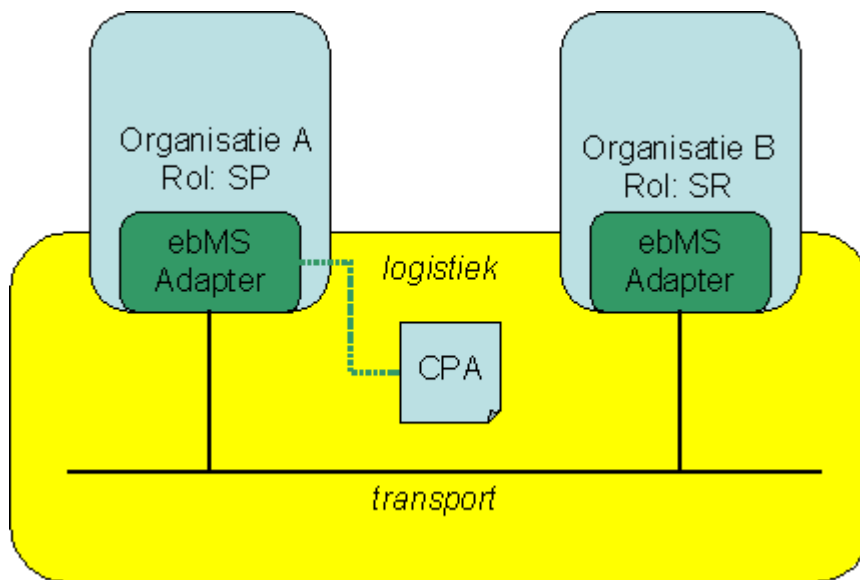 Organisatie A
Rol: SP
ebMS
Adapter
Organisatie B
Rol: SR
ebMS
Adapter
logistiek
CPA
transport